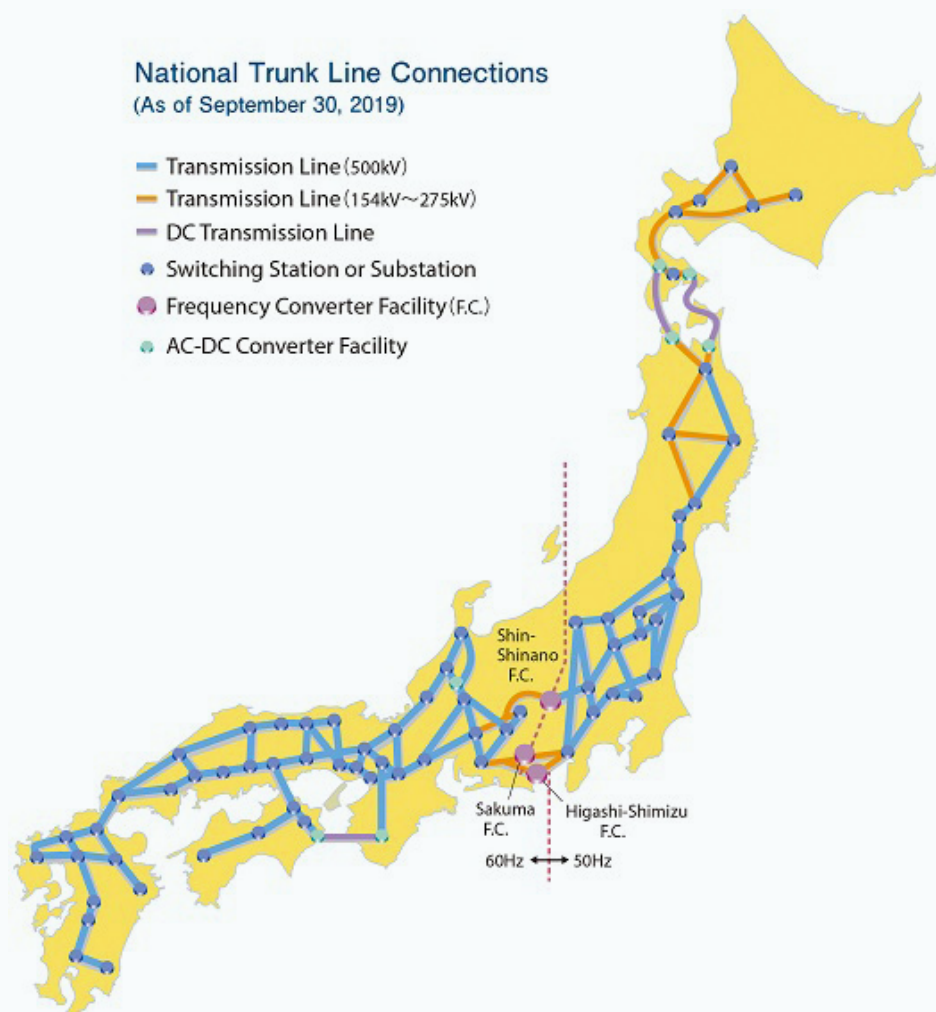 National Trunk Line Connections
(As of September 30, 2019)
Transmission Line (500kV)
Transmission Line (154kV～275kV)
DC Transmission Line
Switching Station or Substation
Frequency Converter Facility (F.C.)
AC-DC Converter Facility
Shin-
Shinano
F.C.
Sakuma
F.C.
Higashi-Shimizu
F.C.
60Hz
50Hz